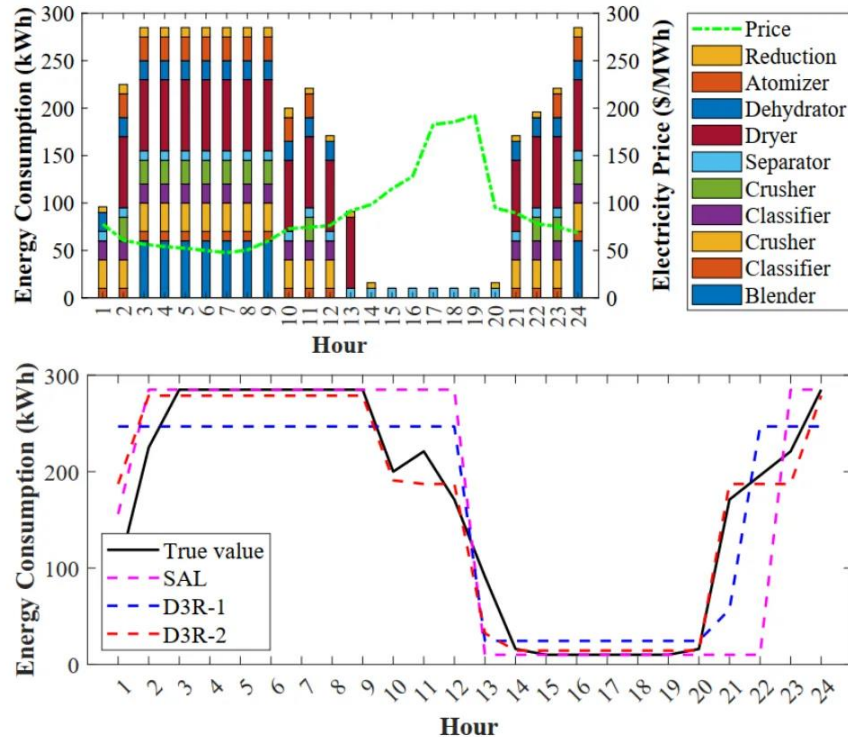 Energy Consumption (kWh)
300
250
200
150
100
50
0
1 2 3 4 5 6 7 8 9 10 11 12 13 14 15 16 17 18 19 20 21 22 23 24
Hour
300
250
200
150
100
50
0
Electricity Price ($/MWh)
Price
Reduction
Atomizer
Dehydrator
Dryer
Separator
Crusher
Classifier
Crusher
Classifier
Blender
Energy Consumption (kWh)
300
200
100
0
True value
SAL
D3R-1
D3R-2
1 2 3 4 5 6 7 8 9 10 11 12 13 14 15 16 17 18 19 20 21 22 23 24
Hour